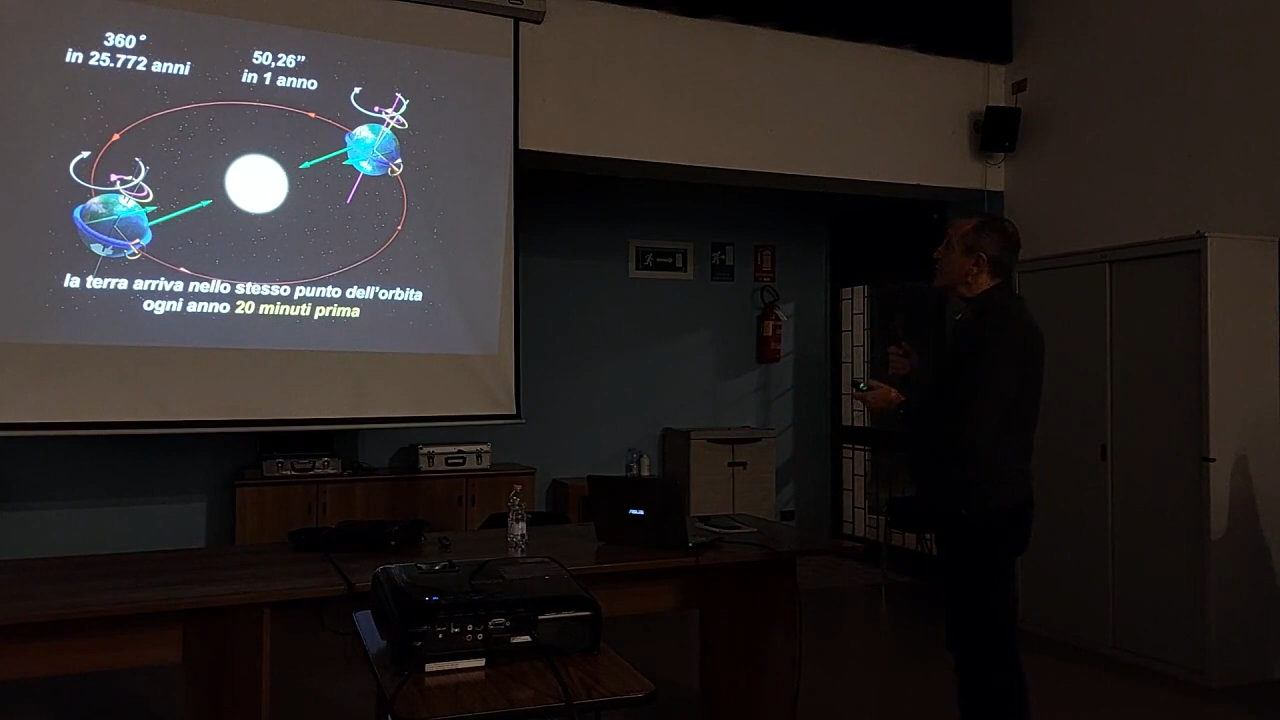 360°
in 25.772 anni
50,26”
in 1 anno
la terra arriva nello stesso punto dell'orbita
ogni anno 20 minuti prima
ASUS